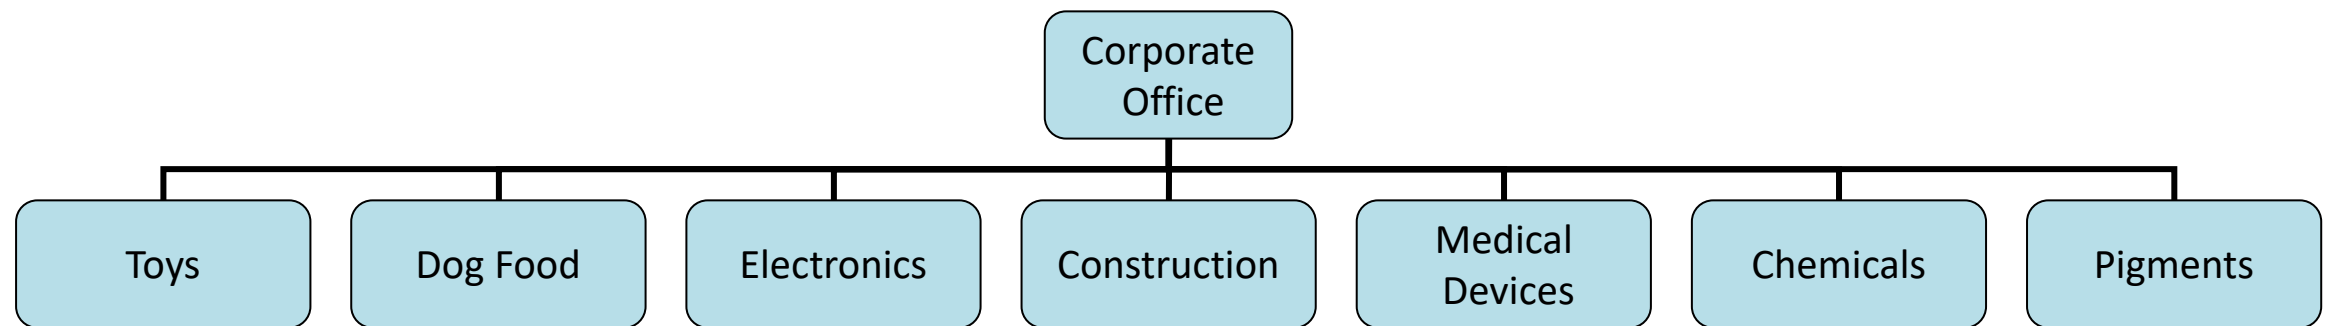 Corporate
Office
Toys
Dog Food
Electronics
Construction
Medical
Devices
Chemicals
Pigments